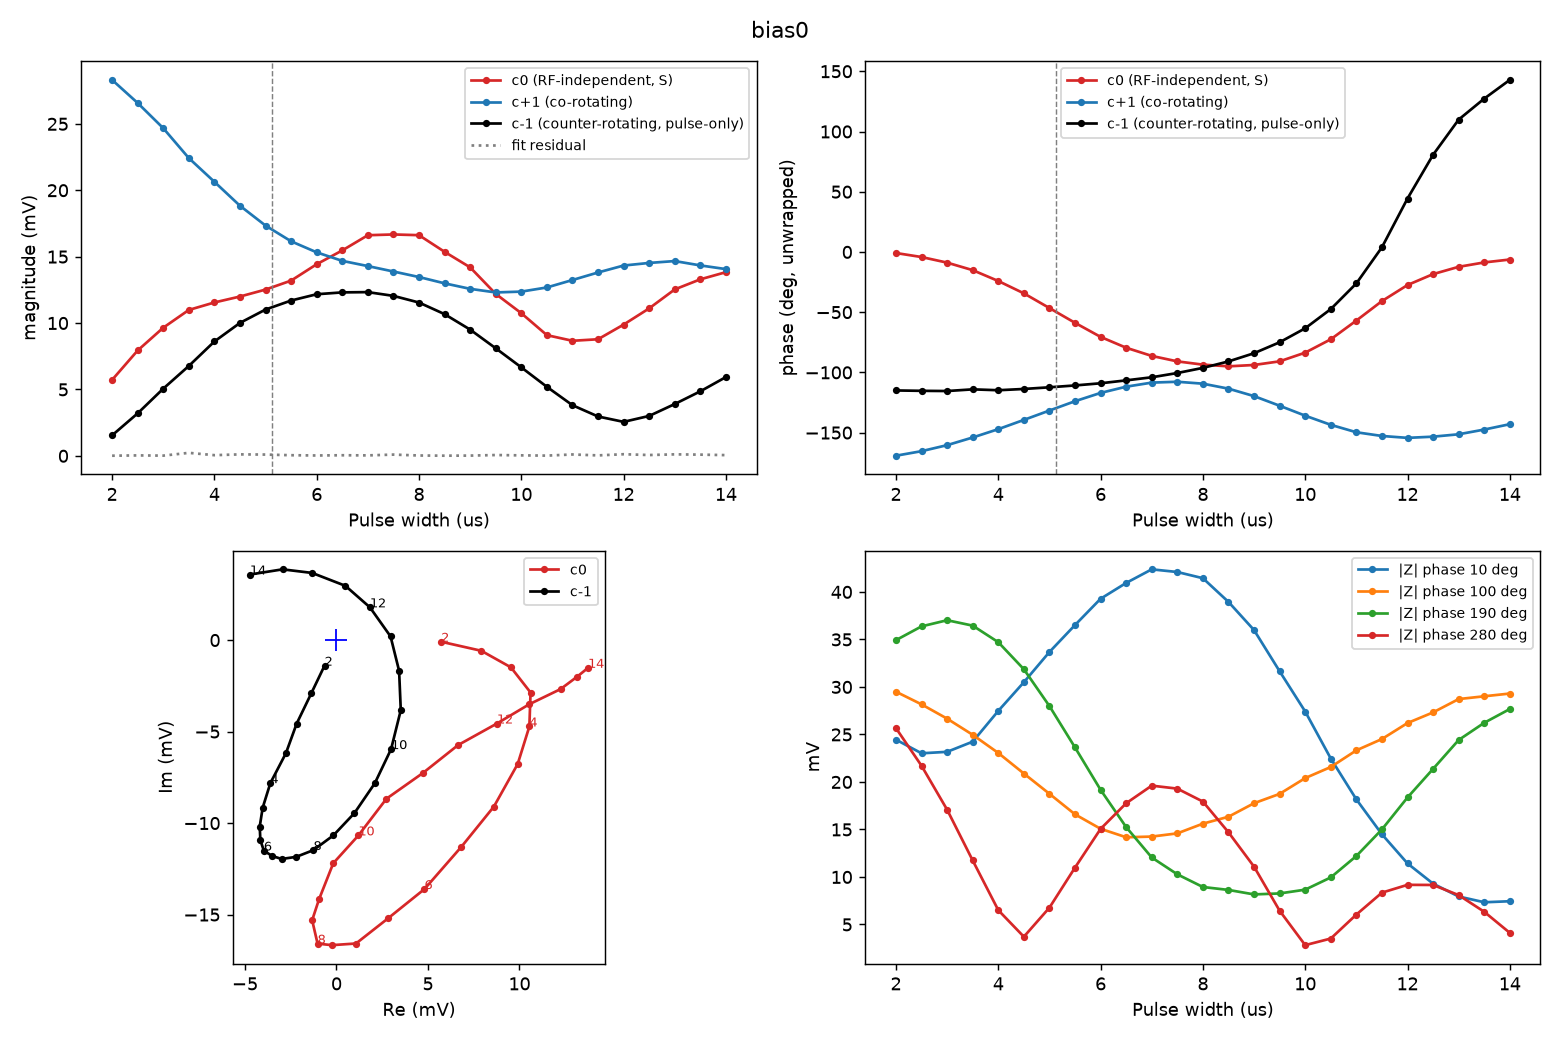 bias0
c0 (RF-independent, S)
c+1 (co-rotating)
c-1 (counter-rotating, pulse-only)
fit residual
magnitude (mV)
25
20
15
10
5
0
2 4 6 8 10 12 14
Pulse width (us)
c0 (RF-independent, S)
c+1 (co-rotating)
c-1 (counter-rotating, pulse-only)
phase (deg, unwrapped)
150
100
50
0
−50
−100
−150
2 4 6 8 10 12 14
Pulse width (us)
c0
c-1
Im (mV)
0
−5
−10
−15
14
12
2
2
14
12
4
4
10
10
6
8
6
8
−5 0 5 10
Re (mV)
|Z| phase 10 deg
|Z| phase 100 deg
|Z| phase 190 deg
|Z| phase 280 deg
mV
40
35
30
25
20
15
10
5
2 4 6 8 10 12 14
Pulse width (us)